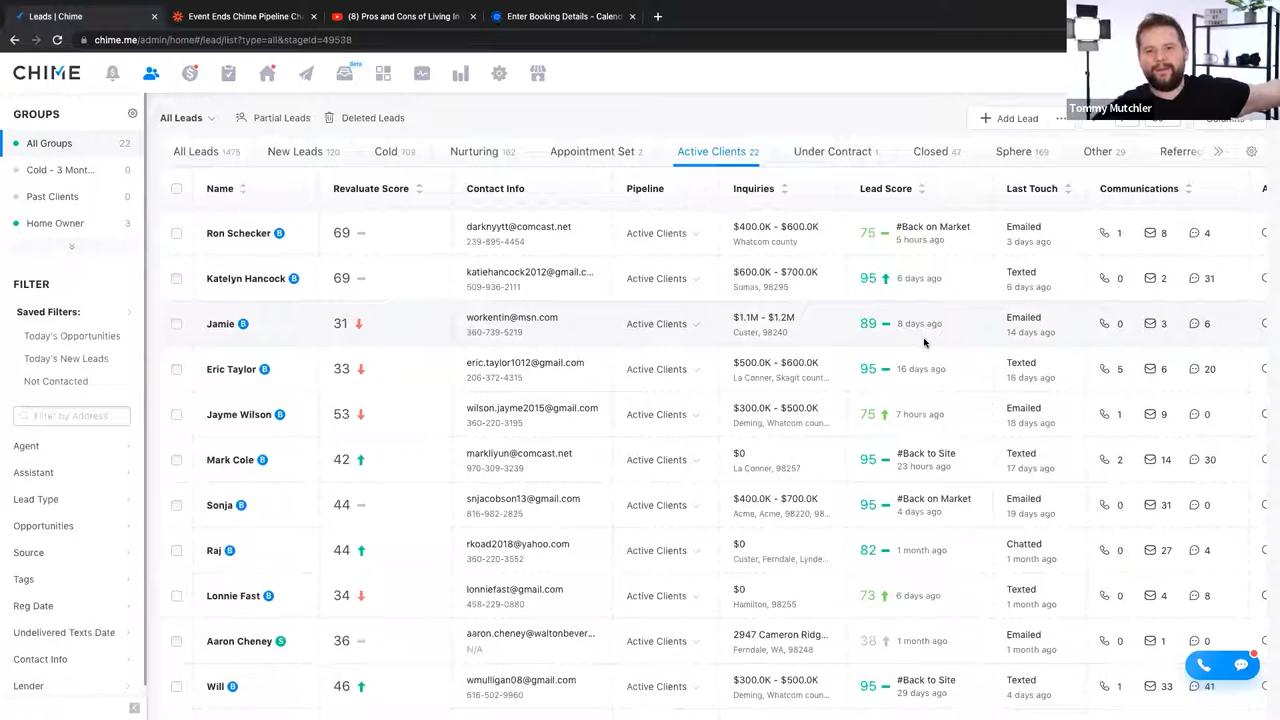 Leads | Chime
Event Ends Chime Pipeline Ch
(8) Pros and Cons of Living In
Enter Booking Details - Calend
chime.me/admin/home#/lead/list?type=all&stageId=49538
Tommy Mutchler
CHIME
Beta
GROUPS
All Groups 22
Cold - 3 Mont... 0
Past Clients 0
Home Owner 3
FILTER
Saved Filters:
Today's Opportunities
Today's New Leads
Not Contacted
Filter by Address
Agent
Assistant
Lead Type
Opportunities
Source
Tags
Reg Date
Undelivered Texts Date
Contact Info
Lender
All Leads Partial Leads Deleted Leads + Add Lead ...
All Leads 1475 New Leads 120 Cold 708 Nurturing 162 Appointment Set 2 Active Clients 22 Under Contract 1 Closed 47 Sphere 169 Other 29 Referred
Name Revaluate Score Contact Info Pipeline Inquiries Lead Score Last Touch Communications
Ron Schecker B 69 darknyytt@comcast.net Active Clients $400.0K - $600.0K 75 #Back on Market Emailed 1 8 4
239-895-4454 Whatcom county 5 hours ago 3 days ago
Katelyn Hancock B 69 katiehancock2012@gmail.c... Active Clients $600.0K - $700.0K 95 6 days ago Texted 0 2 31
509-936-2111 Sumas, 98295 6 days ago
Jamie B 31 workentin@msn.com Active Clients $1.1M - $1.2M 89 8 days ago Emailed 0 3 6
360-739-5219 Custer, 98240 14 days ago
Eric Taylor B 33 eric.taylor1012@gmail.com Active Clients $500.0K - $600.0K 95 16 days ago Texted 5 6 20
206-372-4315 La Conner, Skagit count... 16 days ago
Jayme Wilson B 53 wilson.jayme2015@gmail.com Active Clients $300.0K - $500.0K 75 7 hours ago Emailed 1 9 0
360-220-3195 Deming, Whatcom coun... 18 days ago
Mark Cole B 42 markliyun@comcast.net Active Clients $0 95 #Back to Site Texted 2 14 30
970-309-3239 La Conner, 98257 23 hours ago 17 days ago
Sonja B 44 snjacobson13@gmail.com Active Clients $400.0K - $700.0K 95 #Back on Market Emailed 0 31 0
816-982-2825 Acme, Acme, 98220, 98... 4 days ago 19 days ago
Raj B 44 rkoad2018@yahoo.com Active Clients $0 82 1 month ago Chatted 0 27 4
360-220-3552 Custer, Ferndale, Lynde... 1 month ago
Lonnie Fast B 34 lonniefast@gmail.com Active Clients $0 73 6 days ago Texted 0 4 8
458-229-0880 Hamilton, 98255 1 month ago
Aaron Cheney S 36 aaron.cheney@waltonbever... Active Clients 2947 Cameron Ridg... 38 1 month ago Emailed 0 1 0
N/A Ferndale, WA, 98248 1 month ago
Will B 46 wmulligan08@gmail.com Active Clients $300.0K - $500.0K 95 #Back to Site Texted 1 33 41
616-502-9960 Deming, Whatcom coun... 29 days ago 4 days ago